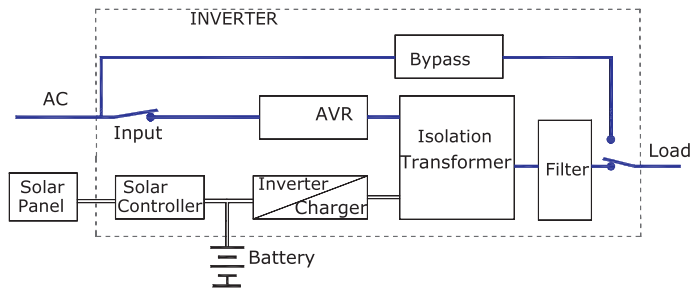 INVERTER
Bypass
AC
Input
AVR
Isolation
Transformer
Filter
Load
Solar
Panel
Solar
Controller
Inverter
Charger
Battery